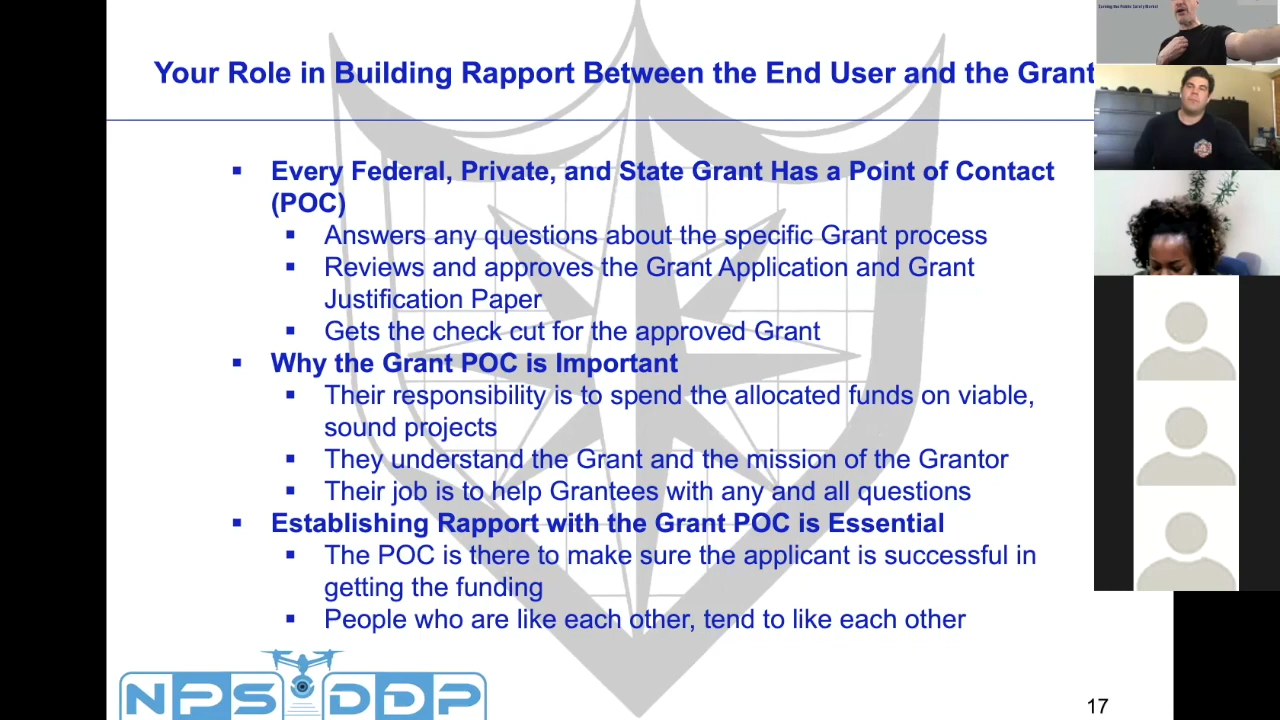 Serving the Public Safety Market
Your Role in Building Rapport Between the End User and the Grant
▪ Every Federal, Private, and State Grant Has a Point of Contact
(POC)
▪ Answers any questions about the specific Grant process
▪ Reviews and approves the Grant Application and Grant
Justification Paper
▪ Gets the check cut for the approved Grant
▪ Why the Grant POC is Important
▪ Their responsibility is to spend the allocated funds on viable,
sound projects
▪ They understand the Grant and the mission of the Grantor
▪ Their job is to help Grantees with any and all questions
▪ Establishing Rapport with the Grant POC is Essential
▪ The POC is there to make sure the applicant is successful in
getting the funding
▪ People who are like each other, tend to like each other
NPS DDP
17